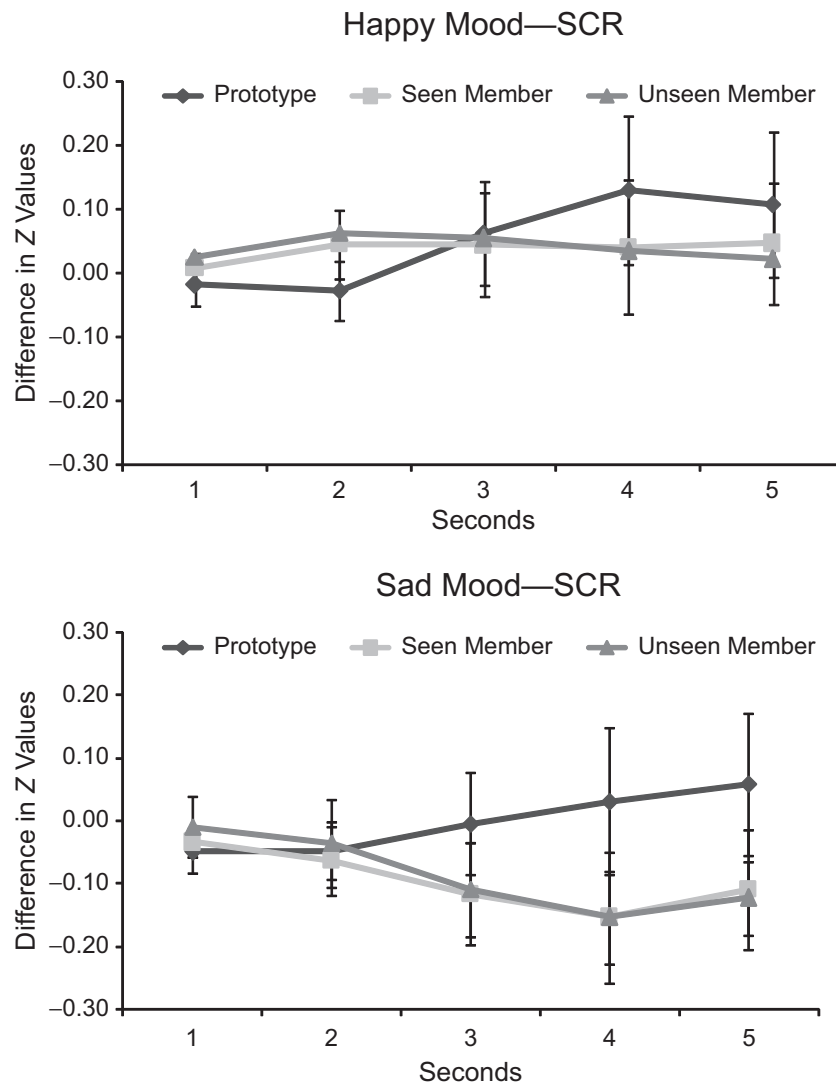 Happy Mood—SCR
Difference in Z Values
0.30
0.20
0.10
0.00
−0.10
−0.20
−0.30
Prototype Seen Member Unseen Member
1 2 3 4 5
Seconds
Sad Mood—SCR
Difference in Z Values
0.30
0.20
0.10
0.00
−0.10
−0.20
−0.30
Prototype Seen Member Unseen Member
1 2 3 4 5
Seconds